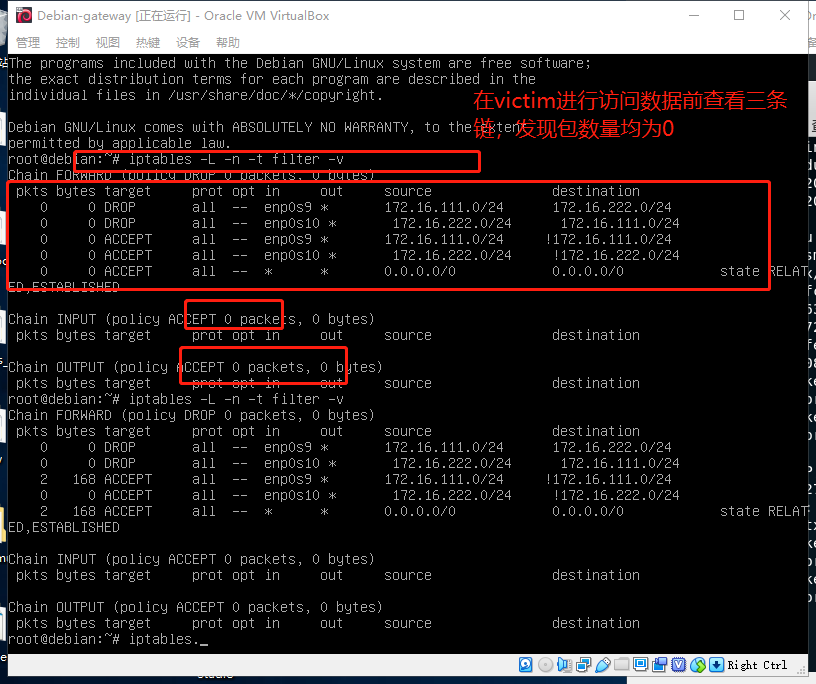 Debian-gateway [正在运行] - Oracle VM VirtualBox
管理 控制 视图 热键 设备 帮助
The programs included with the Debian GNU/Linux system are free software;
the exact distribution terms for each program are described in the
individual files in /usr/share/doc/*/copyright.
在victim进行访问数据前查看三条
链，发现包数量均为0
Debian GNU/Linux comes with ABSOLUTELY NO WARRANTY, to the extent
permitted by applicable law.
root@debian:~# iptables -L -n -t filter -v
Chain FORWARD (policy DROP 0 packets, 0 bytes)
pkts bytes target prot opt in out source destination
0 0 DROP all -- enp0s9 * 172.16.111.0/24 172.16.222.0/24
0 0 DROP all -- enp0s10 * 172.16.222.0/24 172.16.111.0/24
0 0 ACCEPT all -- enp0s9 * 172.16.111.0/24 !172.16.111.0/24
0 0 ACCEPT all -- enp0s10 * 172.16.222.0/24 !172.16.222.0/24
0 0 ACCEPT all -- * * 0.0.0.0/0 0.0.0.0/0 state RELAT
ED,ESTABLISHED
Chain INPUT (policy ACCEPT 0 packets, 0 bytes)
pkts bytes target prot opt in out source destination
Chain OUTPUT (policy ACCEPT 0 packets, 0 bytes)
pkts bytes target prot opt in out source destination
root@debian:~# iptables -L -n -t filter -v
Chain FORWARD (policy DROP 0 packets, 0 bytes)
pkts bytes target prot opt in out source destination
0 0 DROP all -- enp0s9 * 172.16.111.0/24 172.16.222.0/24
0 0 DROP all -- enp0s10 * 172.16.222.0/24 172.16.111.0/24
2 168 ACCEPT all -- enp0s9 * 172.16.111.0/24 !172.16.111.0/24
0 0 ACCEPT all -- enp0s10 * 172.16.222.0/24 !172.16.222.0/24
2 168 ACCEPT all -- * * 0.0.0.0/0 0.0.0.0/0 state RELAT
ED,ESTABLISHED
Chain INPUT (policy ACCEPT 0 packets, 0 bytes)
pkts bytes target prot opt in out source destination
Chain OUTPUT (policy ACCEPT 0 packets, 0 bytes)
pkts bytes target prot opt in out source destination
root@debian:~# iptables._
Right Ctrl